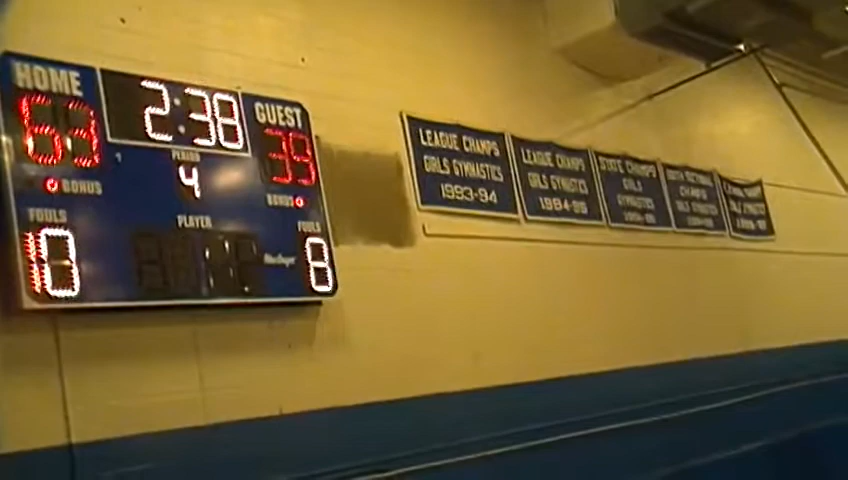 HOME
2:38
GUEST
63
39
PERIOD
4
BONUS
BONUS
FOULS
PLAYER
FOULS
10
8
LEAGUE CHAMPS
GIRLS GYMNASTICS
1993-94
LEAGUE CHAMPS
GIRLS GYMNASTICS
1994-95
STATE CHAMPS
GIRLS
GYMNASTICS
CHAMPS